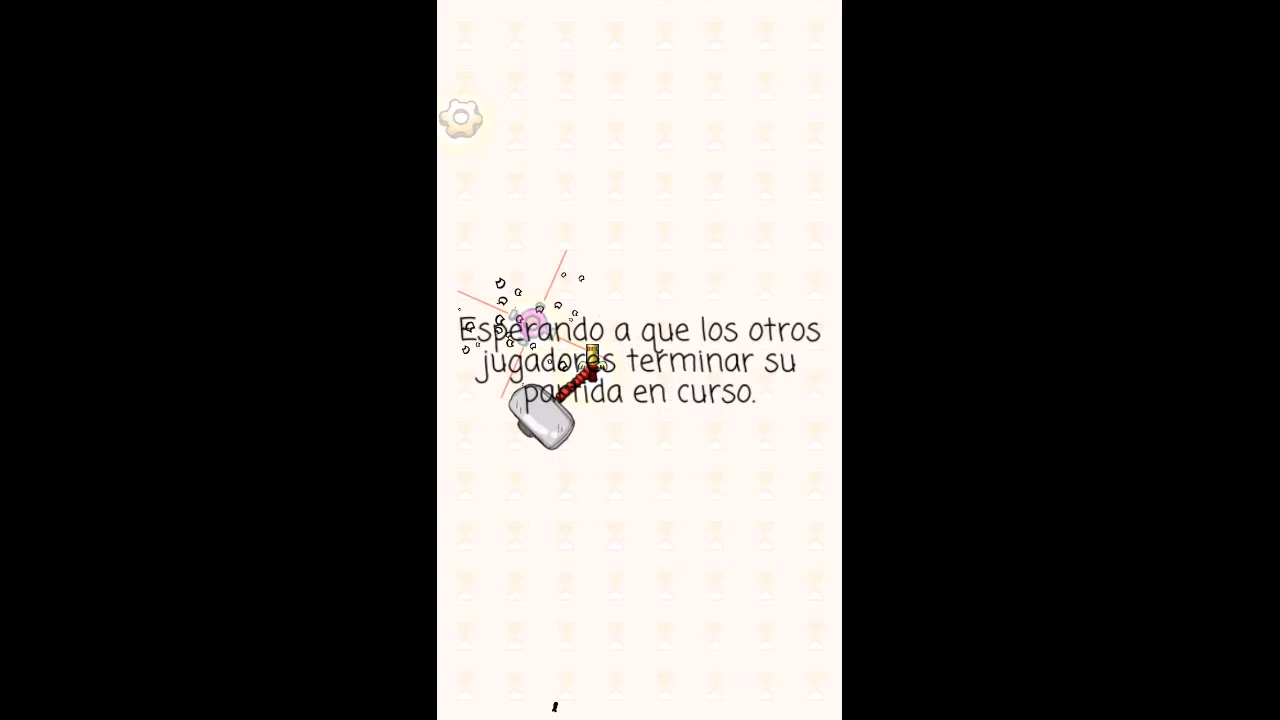 Esperando a que los otros
jugadores terminar su
partida en curso.